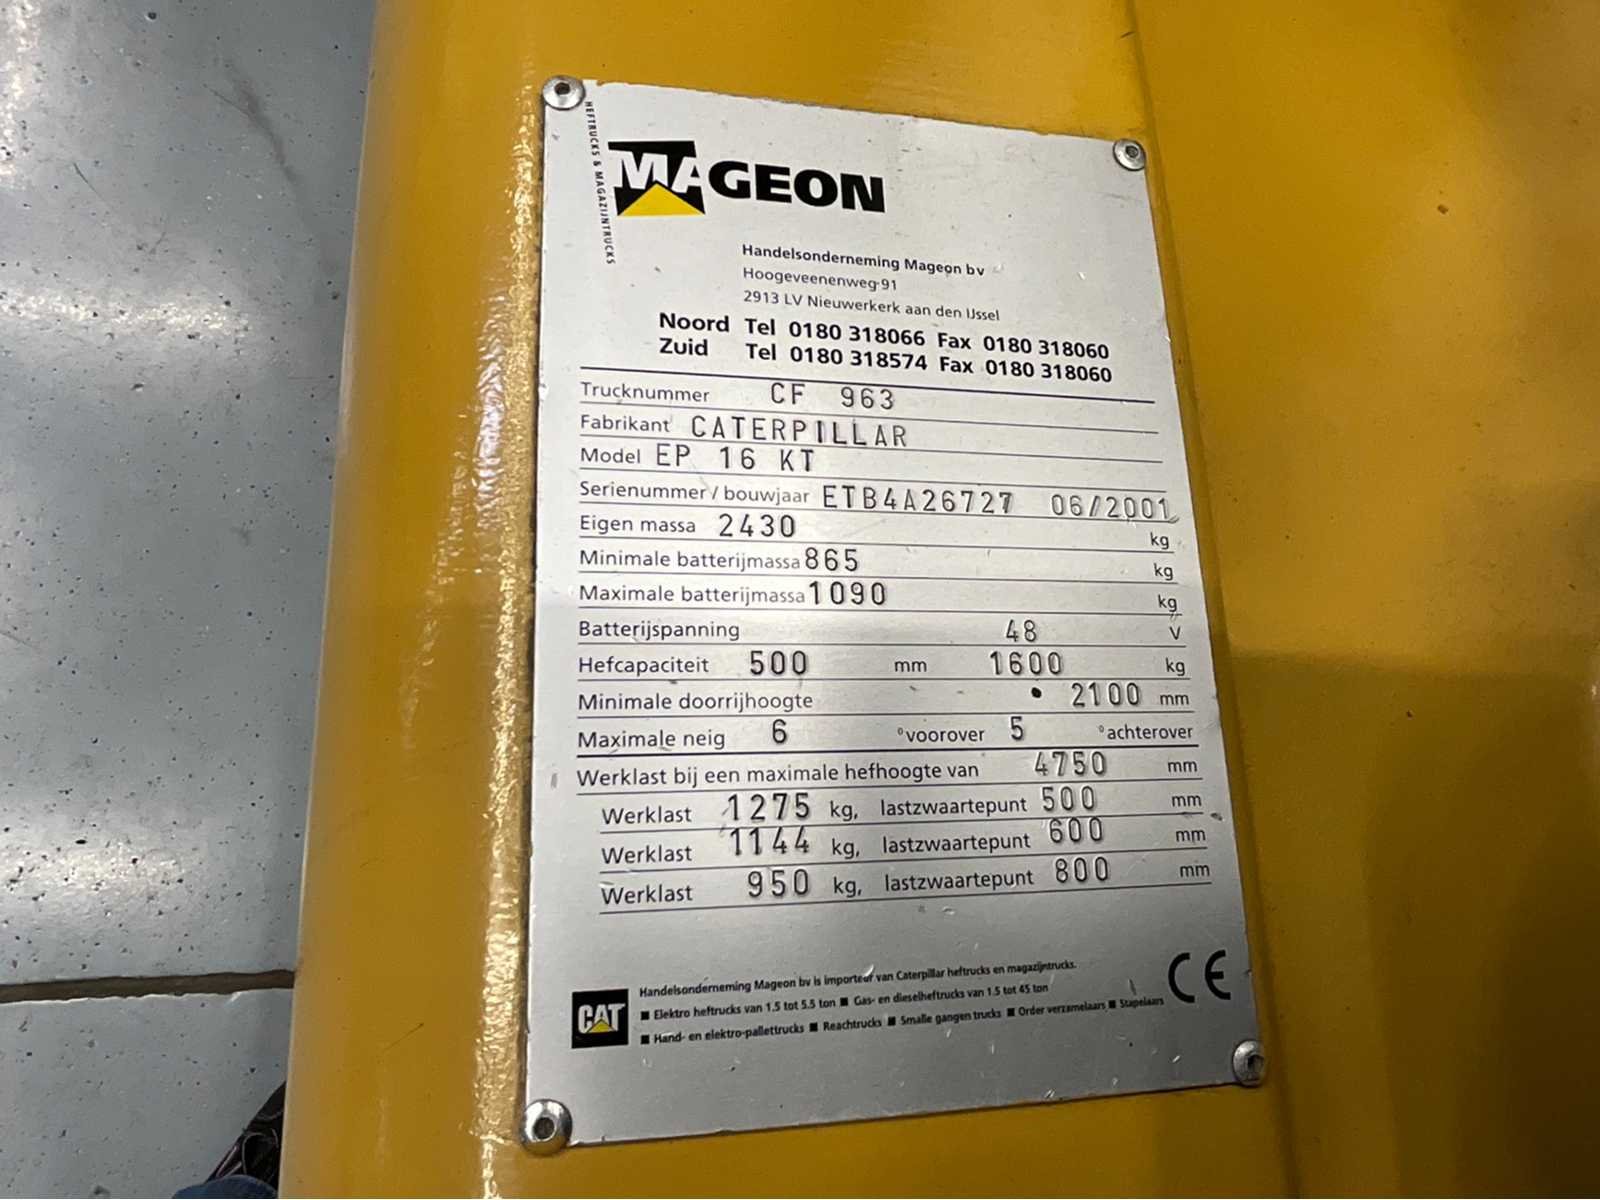 HEFTRUCKS & MAGAZIJNTRUCKS
MAGEON
Handelsonderneming Mageon bv
Hoogeveenenweg 91
2913 LV Nieuwerkerk aan den IJssel
Noord Tel 0180 318066 Fax 0180 318060
Zuid Tel 0180 318574 Fax 0180 318060
Trucknummer CF 963
Fabrikant CATERPILLAR
Model EP 16 KT
Serienummer / bouwjaar ETB4A26727 06/2001
Eigen massa 2430 kg
Minimale batterijmassa 865 kg
Maximale batterijmassa 1090 kg
Batterijspanning 48 V
Hefcapaciteit 500 mm 1600 kg
Minimale doorrijhoogte 2100 mm
Maximale neig 6 °voorover 5 °achterover
Werklast bij een maximale hefhoogte van 4750 mm
Werklast 1275 kg, lastzwaartepunt 500 mm
Werklast 1144 kg, lastzwaartepunt 600 mm
Werklast 950 kg, lastzwaartepunt 800 mm
CE
CAT
Handelsonderneming Mageon bv is importeur van Caterpillar heftrucks en magazijntrucks.
■ Elektro heftrucks van 1.5 tot 5.5 ton ■ Gas- en dieselheftrucks van 1.5 tot 45 ton
■ Hand- en elektro-pallettrucks ■ Reachtrucks ■ Smalle gangen trucks ■ Order verzamelaars ■ Stapelaars